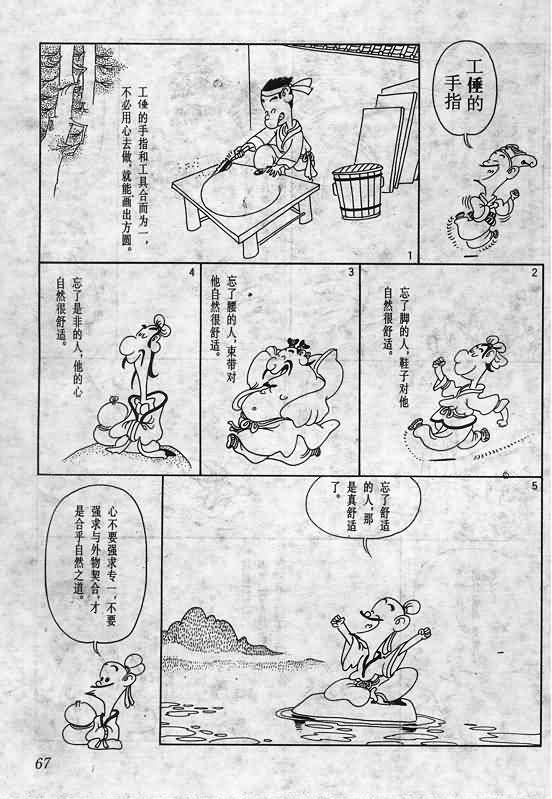 工倕的
手指
工倕的手指和工具合而为一，
不必用心去做，就能画出方圆。
1
2
忘了脚的人，鞋子对他
自然很舒适。
3
忘了腰的人，束带对
他自然很舒适。
4
忘了是非的人，他的心
自然很舒适。
5
忘了舒适
的人，那
是真舒适
了。
心不要强求专一，不要
强求与外物契合，才
是合乎自然之道。
67